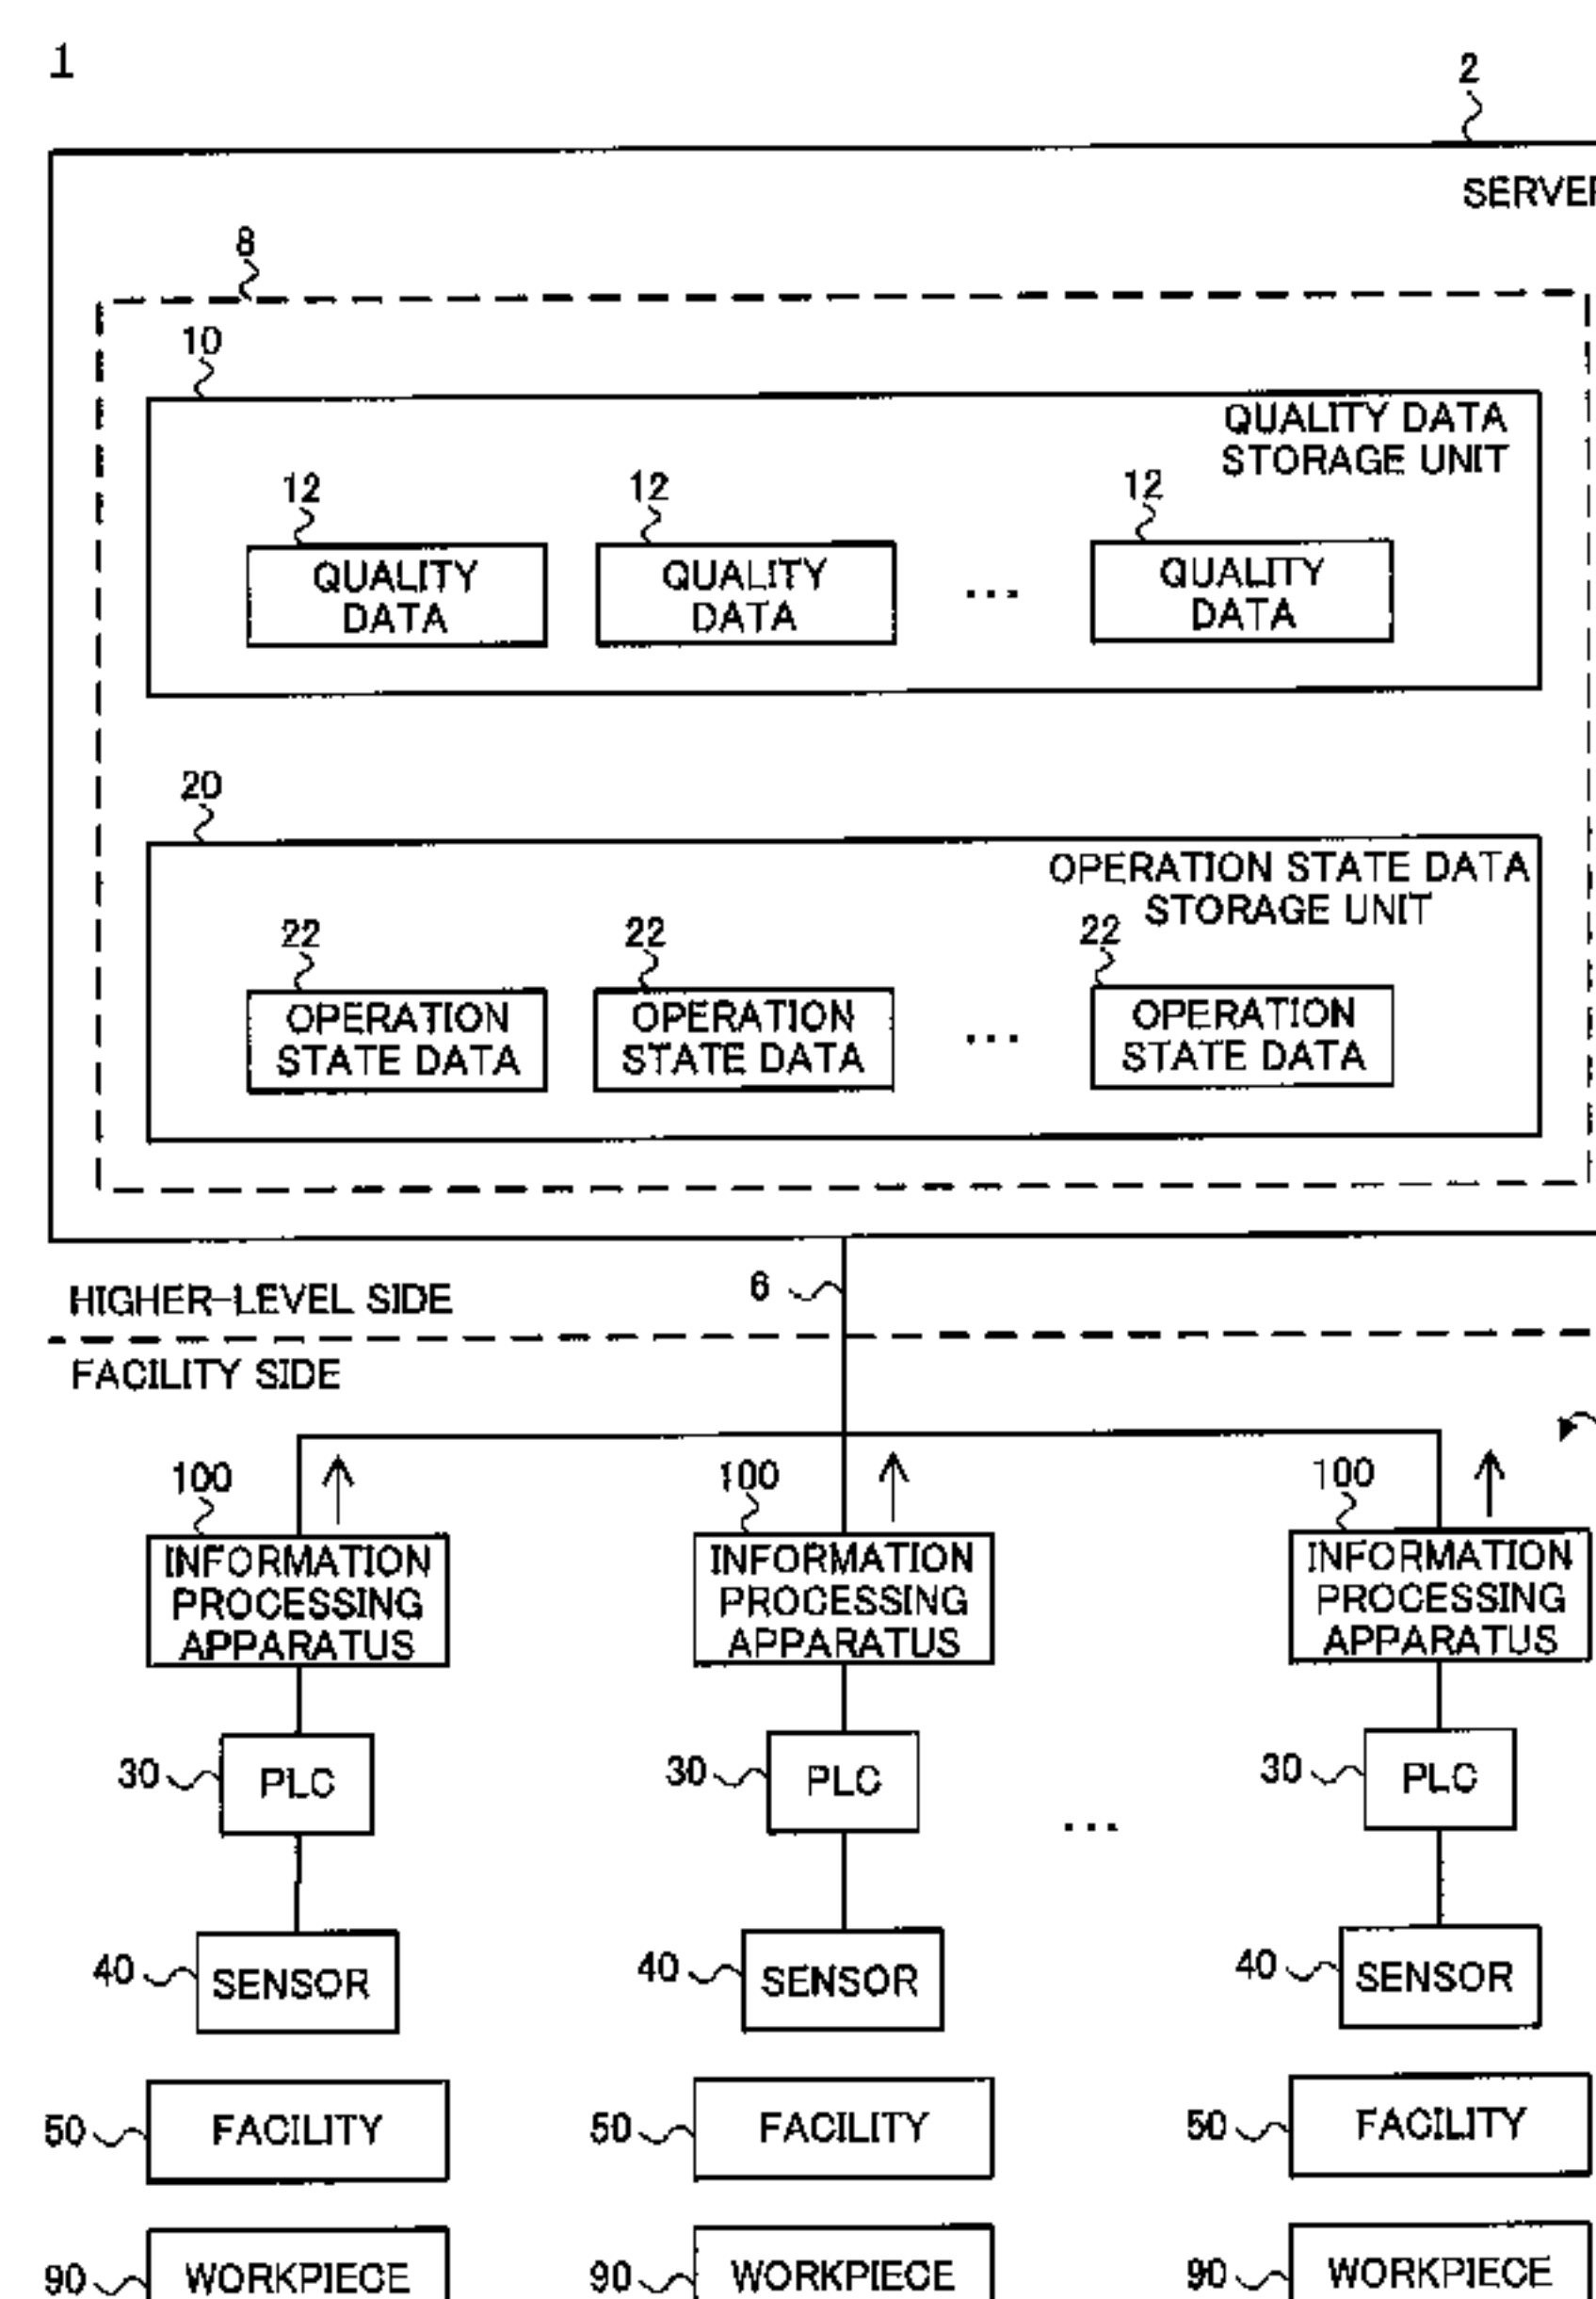 1
2
SERVER
8
10
QUALITY DATA
STORAGE UNIT
12 12 12
QUALITY DATA
QUALITY DATA
...
QUALITY DATA
20
OPERATION STATE DATA
STORAGE UNIT
22 22 22
OPERATION STATE DATA
OPERATION STATE DATA
...
OPERATION STATE DATA
HIGHER-LEVEL SIDE
6
FACILITY SIDE
100 100 100
INFORMATION PROCESSING APPARATUS
INFORMATION PROCESSING APPARATUS
INFORMATION PROCESSING APPARATUS
30 PLC 30 PLC 30 PLC
...
40 SENSOR 40 SENSOR 40 SENSOR
50 FACILITY 50 FACILITY 50 FACILITY
90 WORKPIECE 90 WORKPIECE 90 WORKPIECE